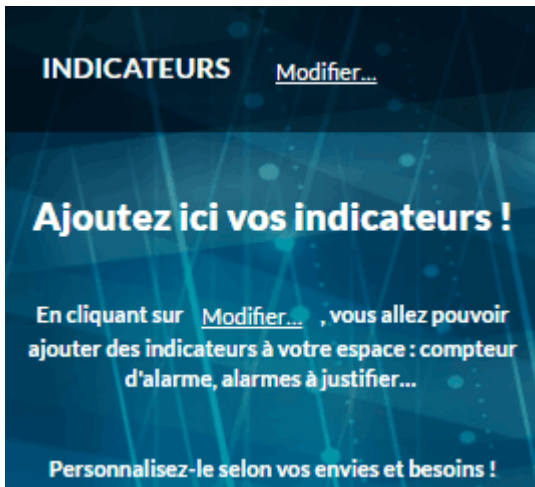 INDICATEURS Modifier...
Ajoutez ici vos indicateurs !
En cliquant sur Modifier... , vous allez pouvoir
ajouter des indicateurs à votre espace : compteur
d'alarme, alarmes à justifier...
Personnalisez-le selon vos envies et besoins !